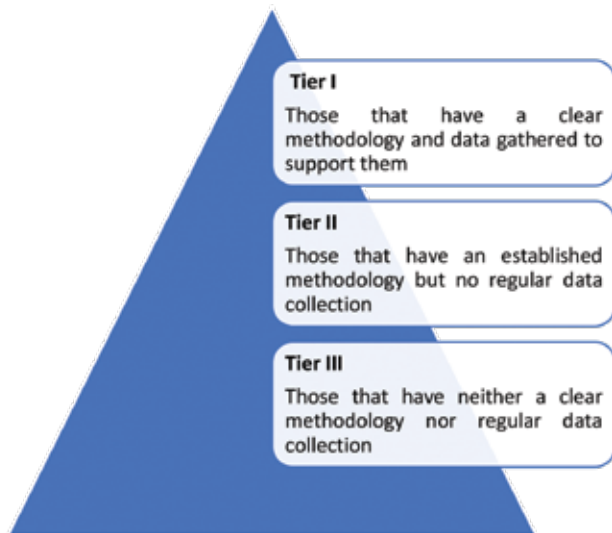 Tier I
Those that have a clear
methodology and data gathered to
support them
Tier II
Those that have an established
methodology but no regular data
collection
Tier III
Those that have neither a clear
methodology nor regular data
collection